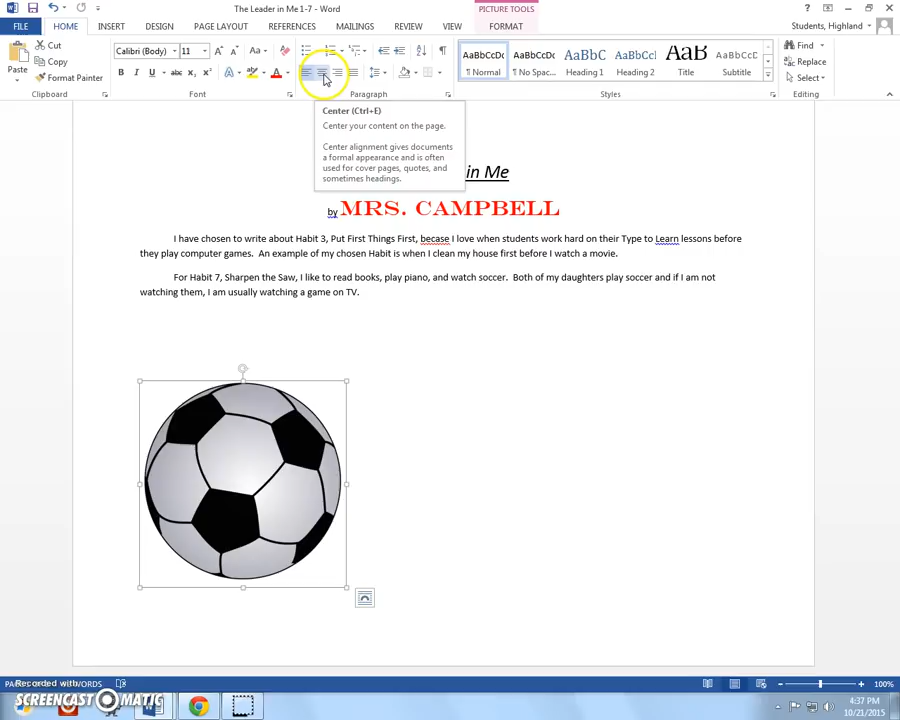 The Leader in Me 1-7 - Word
PICTURE TOOLS
FILE HOME INSERT DESIGN PAGE LAYOUT REFERENCES MAILINGS REVIEW VIEW FORMAT
Students, Highland
Paste
Cut
Copy
Format Painter
Clipboard
Calibri (Body) 11
Font
Paragraph
AaBbCcDc AaBbCcDc AaBbC AaBbCcl AaB AaBbCcD
¶ Normal ¶ No Spac... Heading 1 Heading 2 Title Subtitle
Styles
Find
Replace
Select
Editing
Center (Ctrl+E)
Center your content on the page.
Center alignment gives documents
a formal appearance and is often
used for cover pages, quotes, and
sometimes headings.
in Me
by MRS. CAMPBELL
I have chosen to write about Habit 3, Put First Things First, becase I love when students work hard on their Type to Learn lessons before
they play computer games. An example of my chosen Habit is when I clean my house first before I watch a movie.
For Habit 7, Sharpen the Saw, I like to read books, play piano, and watch soccer. Both of my daughters play soccer and if I am not
watching them, I am usually watching a game on TV.
100%
Recorded with
SCREENCAST MATIC
4:37 PM
10/21/2015